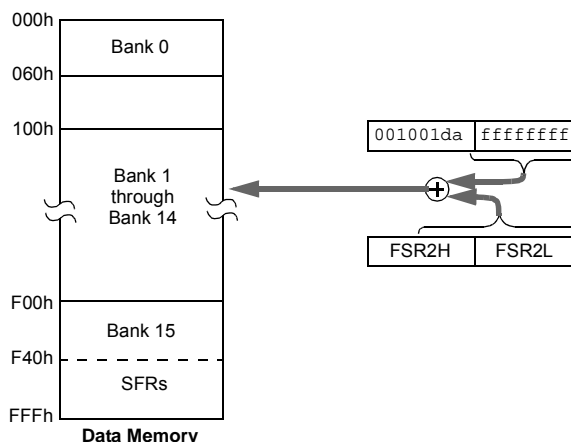 000h
Bank 0
060h
100h
001001da ffffffff
Bank 1
through
Bank 14
FSR2H FSR2L
F00h
Bank 15
F40h
SFRs
FFFh
Data Memory